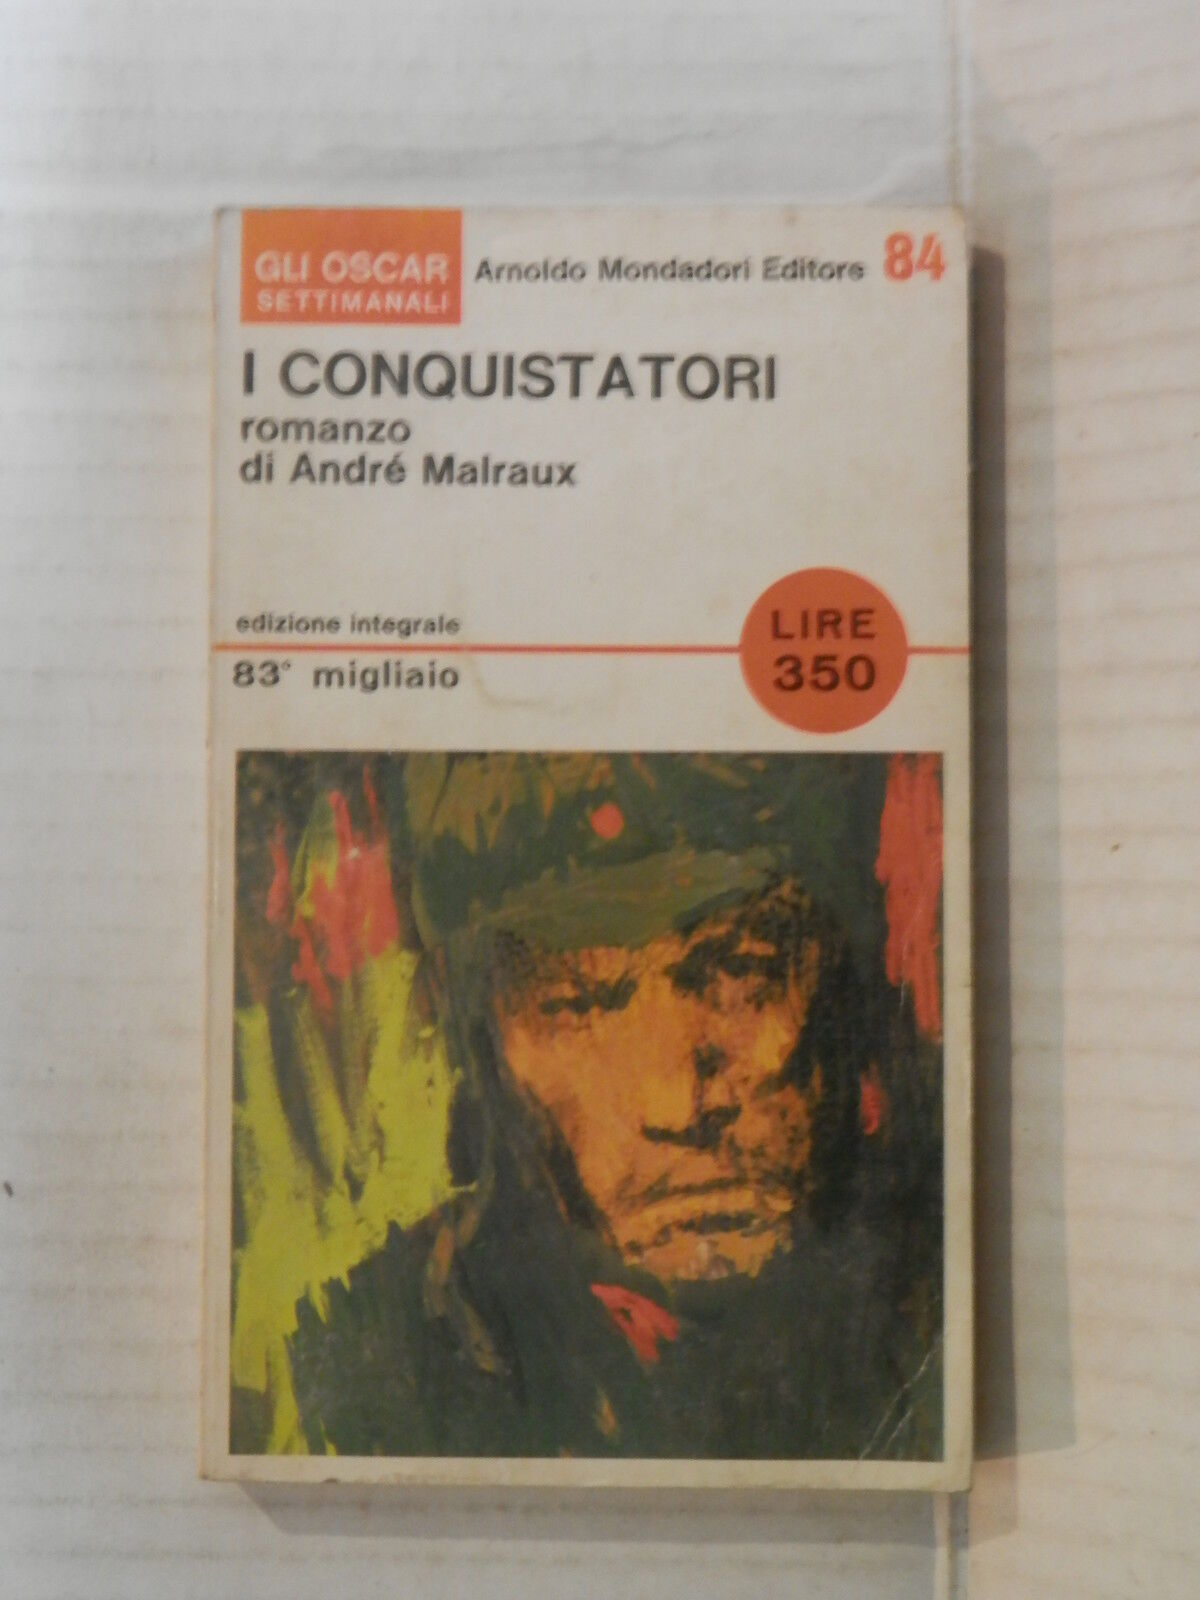 GLI OSCAR
SETTIMANALI
Arnoldo Mondadori Editore 84
I CONQUISTATORI
romanzo
di André Malraux
edizione integrale
83° migliaio
LIRE
350